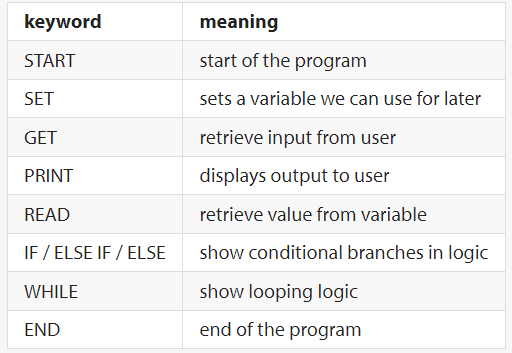 keyword meaning
START start of the program
SET sets a variable we can use for later
GET retrieve input from user
PRINT displays output to user
READ retrieve value from variable
IF / ELSE IF / ELSE show conditional branches in logic
WHILE show looping logic
END end of the program